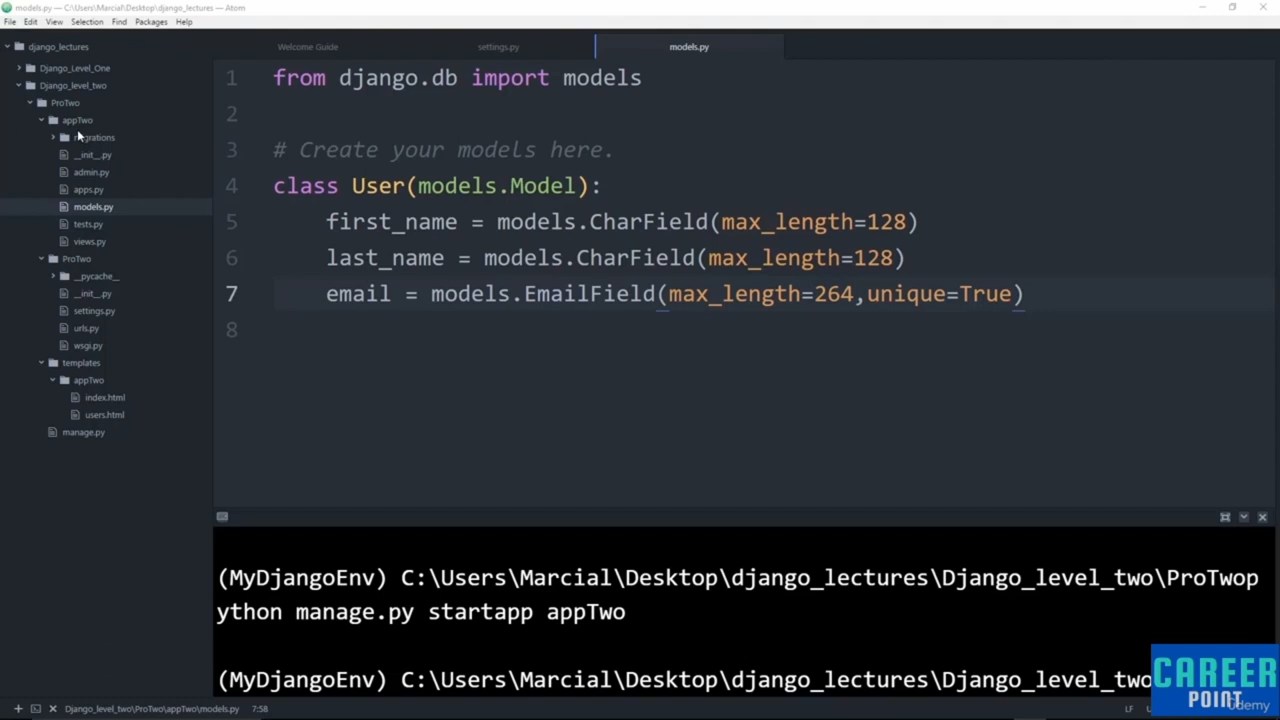 models.py — C:\Users\Marcial\Desktop\django_lectures — Atom
File Edit View Selection Find Packages Help
django_lectures
Django_Level_One
Django_level_two
ProTwo
appTwo
migrations
__init__.py
admin.py
apps.py
models.py
tests.py
views.py
ProTwo
__pycache__
__init__.py
settings.py
urls.py
wsgi.py
templates
appTwo
index.html
users.html
manage.py
Welcome Guide settings.py models.py
1 from django.db import models
2
3 # Create your models here.
4 class User(models.Model):
5 first_name = models.CharField(max_length=128)
6 last_name = models.CharField(max_length=128)
7 email = models.EmailField(max_length=264,unique=True)
8
(MyDjangoEnv) C:\Users\Marcial\Desktop\django_lectures\Django_level_two\ProTwop
ython manage.py startapp appTwo
(MyDjangoEnv) C:\Users\Marcial\Desktop\django_lectures\Django_level_two
Django_level_two\ProTwo\appTwo\models.py 7:58
LF
CAREER
POINT
Udemy